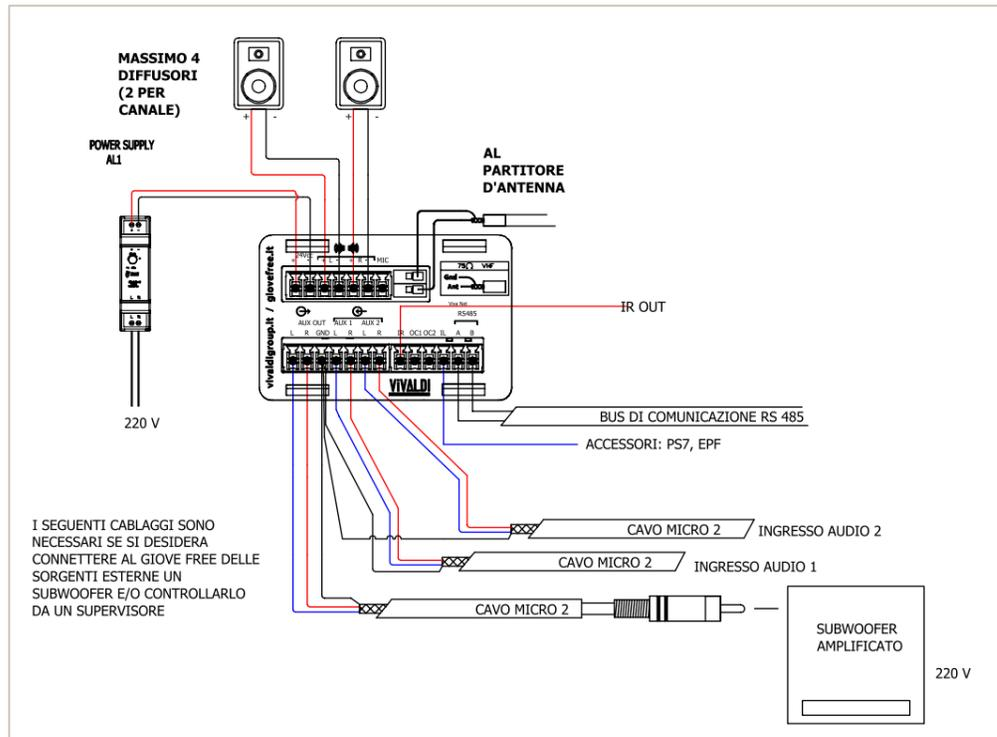 MASSIMO 4
DIFFUSORI
(2 PER
CANALE)
+ -
+ -
POWER SUPPLY
AL1
AL
PARTITORE
D'ANTENNA
vivaldigroup.it / giovefree.it
+ L - + R - MIC
75Ω VHF
Gnd
Ant
IR OUT
RS485
AUX OUT AUX 1 AUX 2
L R GND L R L R IR OC1 OC2 IL A B
VIVALDI
L R
220 V
BUS DI COMUNICAZIONE RS 485
ACCESSORI: PS7, EPF
I SEGUENTI CABLAGGI SONO
NECESSARI SE SI DESIDERA
CONNETTERE AL GIOVE FREE DELLE
SORGENTI ESTERNE UN
SUBWOOFER E/O CONTROLLARLO
DA UN SUPERVISORE
CAVO MICRO 2 INGRESSO AUDIO 2
CAVO MICRO 2 INGRESSO AUDIO 1
CAVO MICRO 2
SUBWOOFER
AMPLIFICATO
220 V